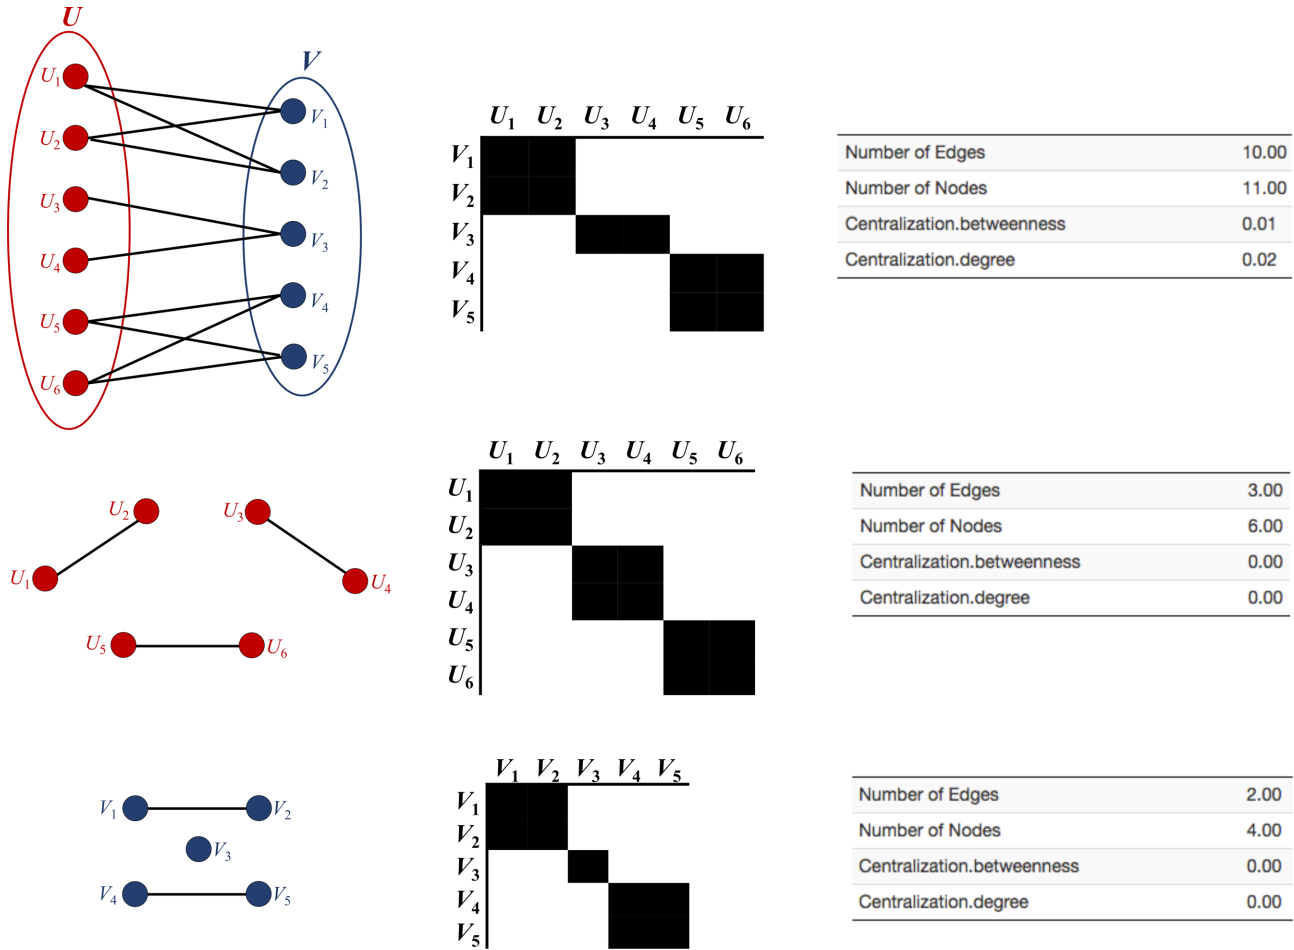 U
V
U1
U2
U3
U4
U5
U6
V1
V2
V3
V4
V5
U1 U2 U3 U4 U5 U6
V1
V2
V3
V4
V5
Number of Edges 10.00
Number of Nodes 11.00
Centralization.betweenness 0.01
Centralization.degree 0.02
U2 U3
U1 U4
U5 U6
U1 U2 U3 U4 U5 U6
U1
U2
U3
U4
U5
U6
Number of Edges 3.00
Number of Nodes 6.00
Centralization.betweenness 0.00
Centralization.degree 0.00
V1 V2
V3
V4 V5
V1 V2 V3 V4 V5
V1
V2
V3
V4
V5
Number of Edges 2.00
Number of Nodes 4.00
Centralization.betweenness 0.00
Centralization.degree 0.00